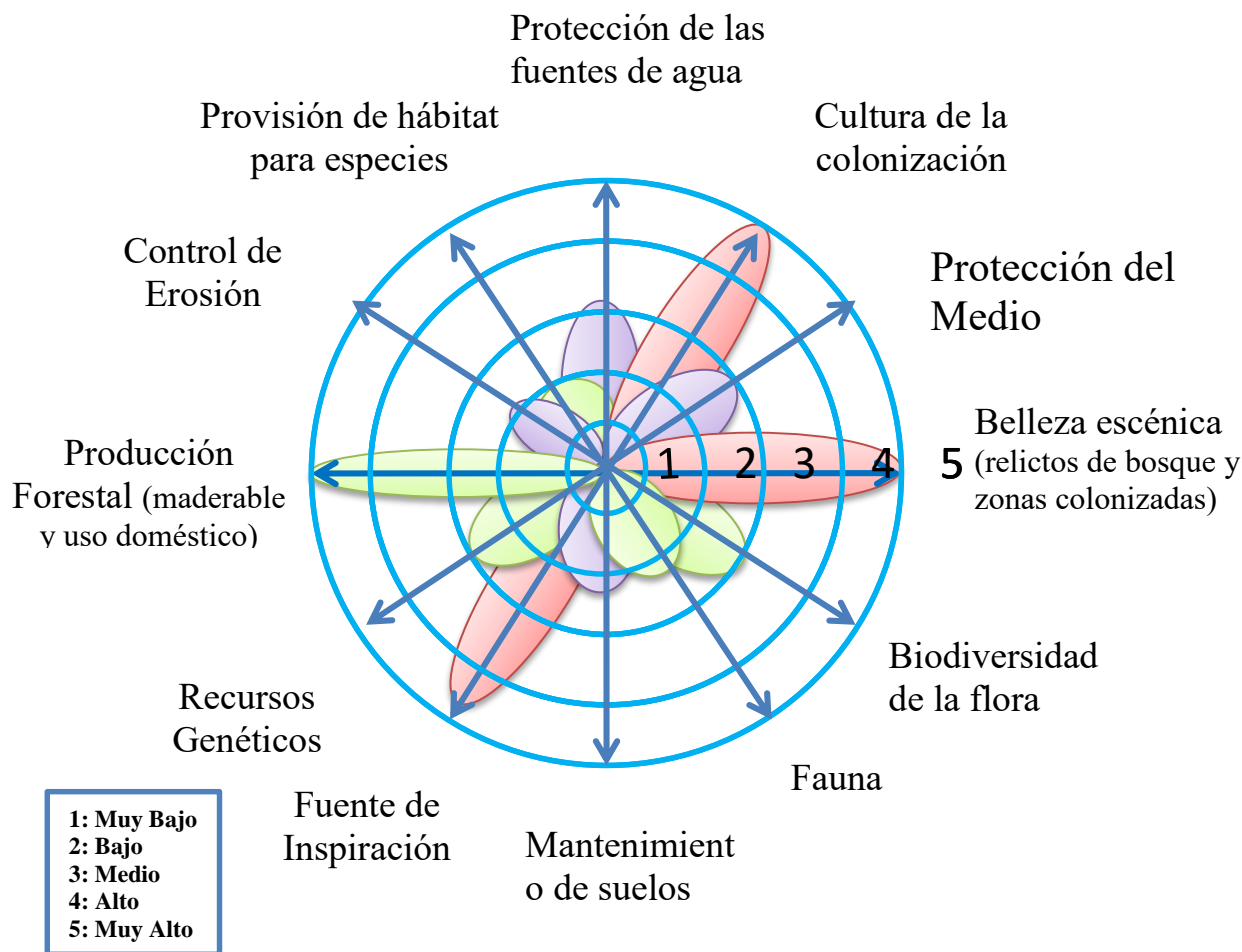 Protección de las
fuentes de agua
Provisión de hábitat
para especies
Cultura de la
colonización
Control de
Erosión
Protección del
Medio
Producción
Forestal (maderable
y uso doméstico)
1 2 3 4 5
Belleza escénica
(relictos de bosque y
zonas colonizadas)
Biodiversidad
de la flora
Recursos
Genéticos
Fauna
Fuente de
Inspiración
Mantenimient
o de suelos
1: Muy Bajo
2: Bajo
3: Medio
4: Alto
5: Muy Alto